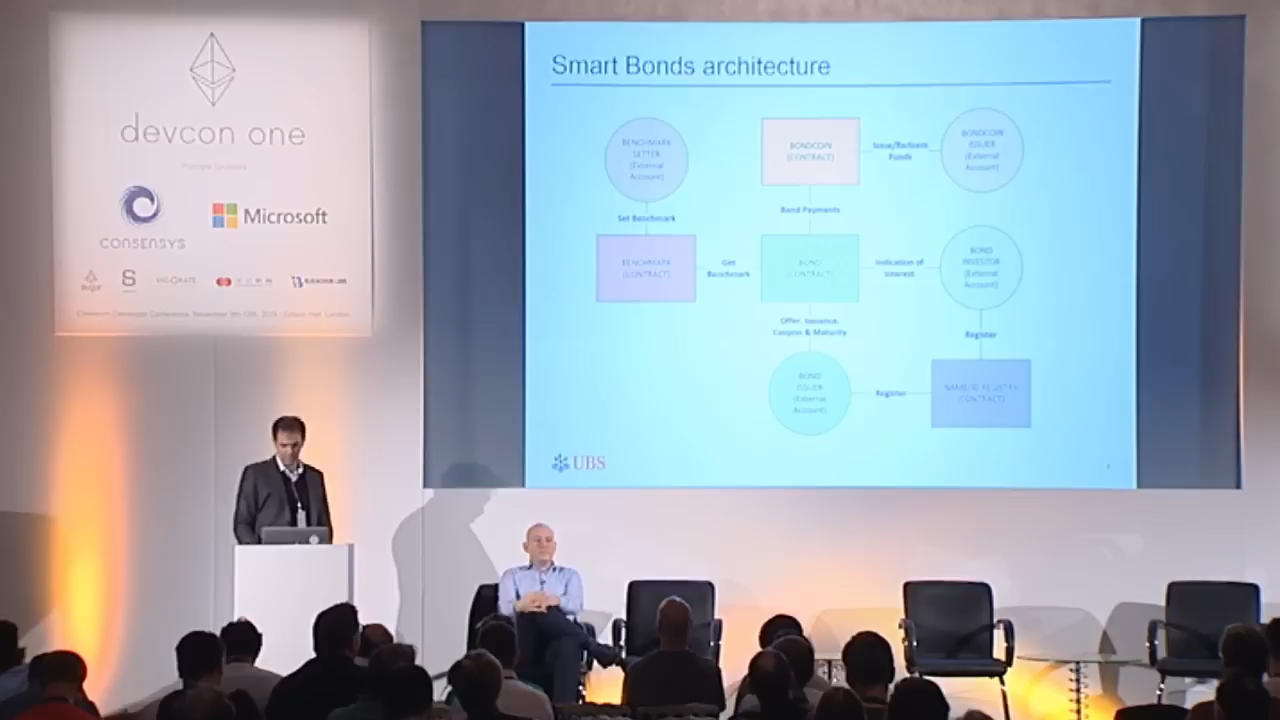 devcon one
CONSENSYS
Microsoft
augur
Smart Bonds architecture
BENCHMARK
SETTER
(External
Account)
BONDCOIN
(CONTRACT)
Issue/Redeem
Funds
BONDCOIN
ISSUER
(External
Account)
Set Benchmark
Bond Payments
BENCHMARK
(CONTRACT)
Get
Benchmark
BOND
(CONTRACT)
Indication of
Interest
BOND
INVESTOR
(External
Account)
Offer, Issuance,
Coupon & Maturity
Register
BOND
ISSUER
(External
Account)
Register
(CONTRACT)
UBS